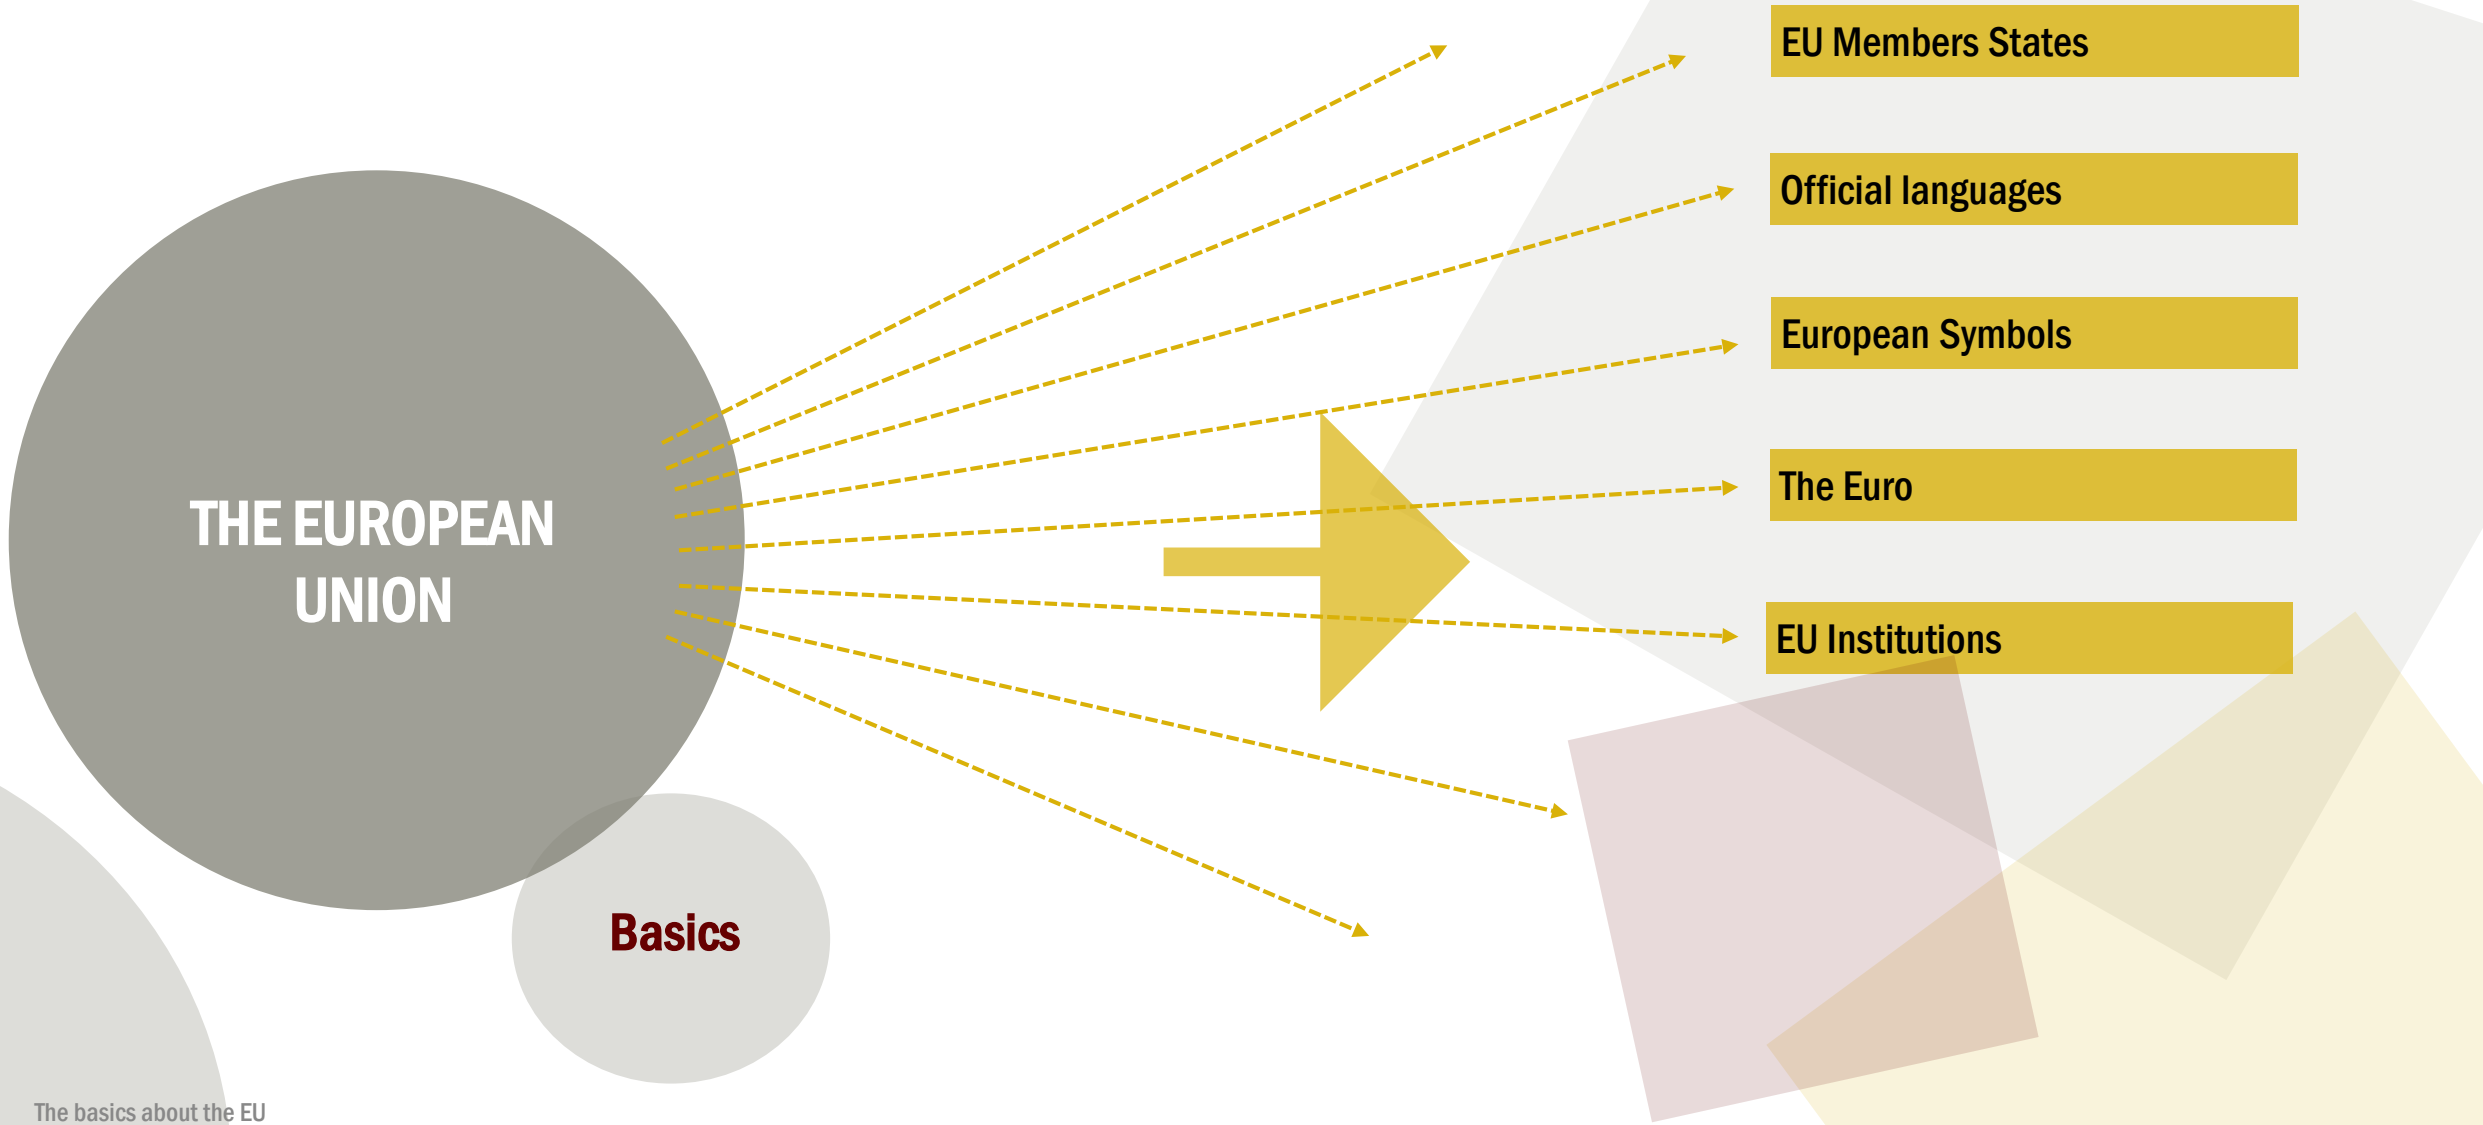 THE EUROPEAN
UNION
Basics
EU Members States
Official languages
European Symbols
The Euro
EU Institutions
The basics about the EU